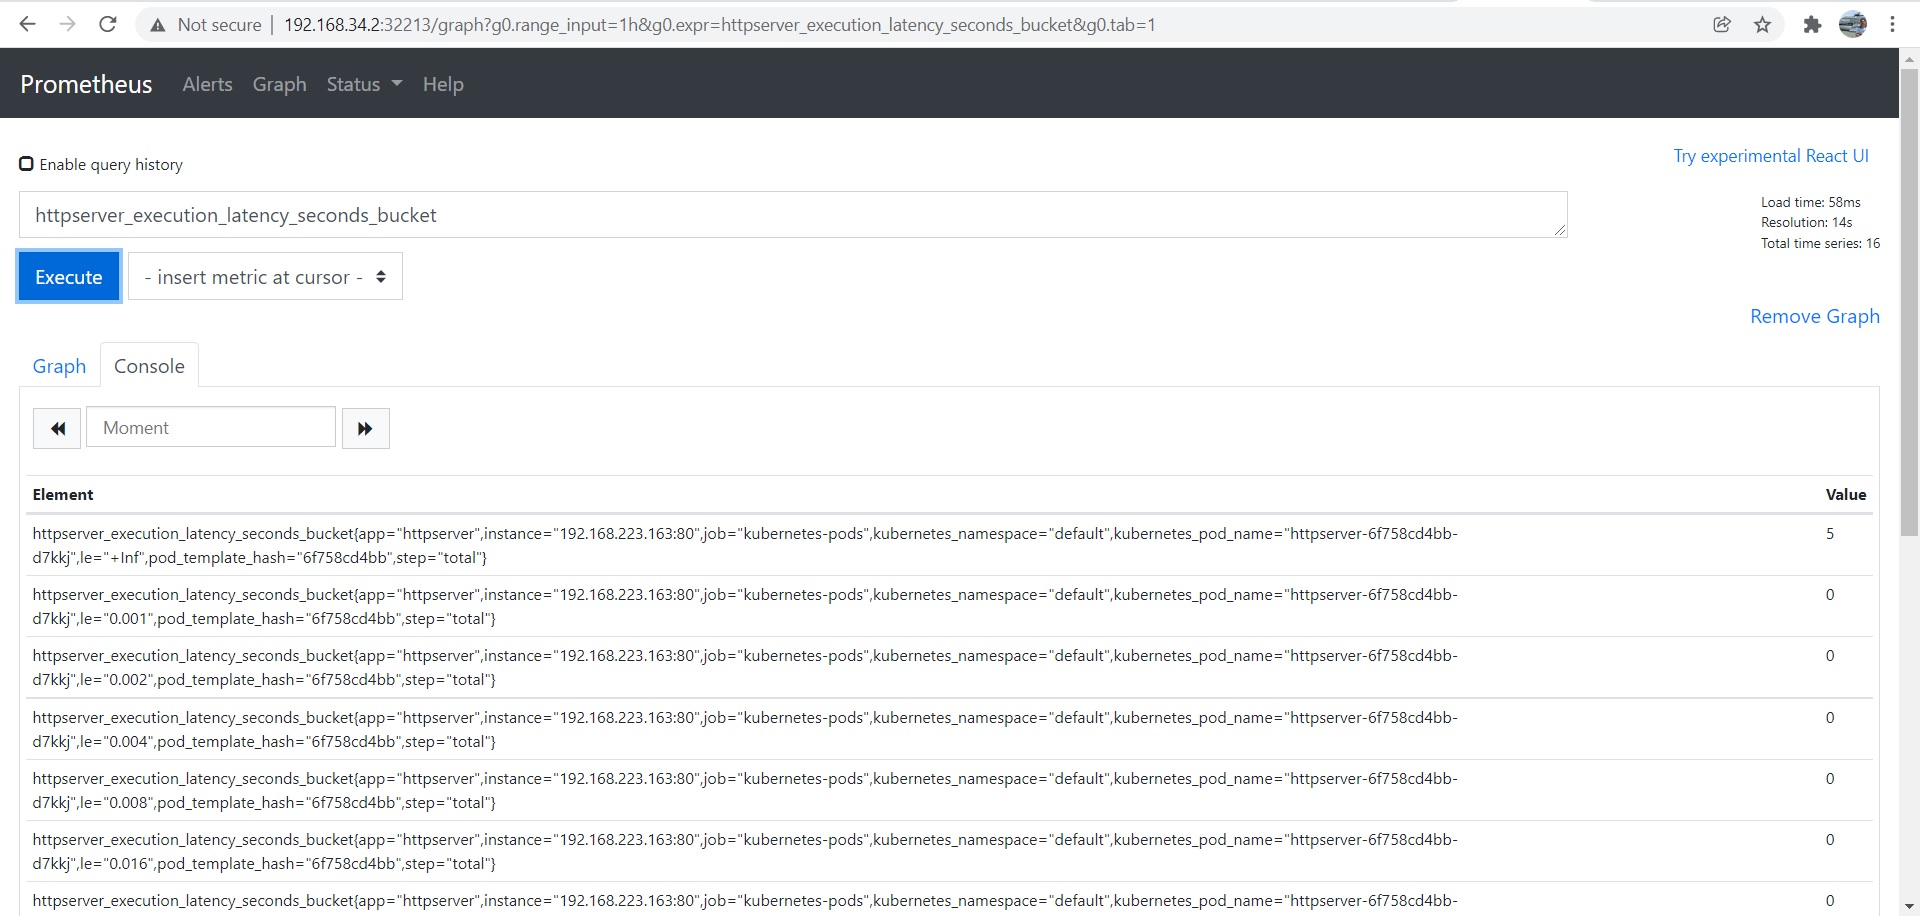 Not secure | 192.168.34.2:32213/graph?g0.range_input=1h&g0.expr=httpserver_execution_latency_seconds_bucket&g0.tab=1
Prometheus Alerts Graph Status Help
Enable query history
Try experimental React UI
httpserver_execution_latency_seconds_bucket
Load time: 58ms
Resolution: 14s
Total time series: 16
Execute
- insert metric at cursor -
Remove Graph
Graph Console
Moment
Element Value
httpserver_execution_latency_seconds_bucket{app="httpserver",instance="192.168.223.163:80",job="kubernetes-pods",kubernetes_namespace="default",kubernetes_pod_name="httpserver-6f758cd4bb- 5
d7kkj",le="+Inf",pod_template_hash="6f758cd4bb",step="total"}
httpserver_execution_latency_seconds_bucket{app="httpserver",instance="192.168.223.163:80",job="kubernetes-pods",kubernetes_namespace="default",kubernetes_pod_name="httpserver-6f758cd4bb- 0
d7kkj",le="0.001",pod_template_hash="6f758cd4bb",step="total"}
httpserver_execution_latency_seconds_bucket{app="httpserver",instance="192.168.223.163:80",job="kubernetes-pods",kubernetes_namespace="default",kubernetes_pod_name="httpserver-6f758cd4bb- 0
d7kkj",le="0.002",pod_template_hash="6f758cd4bb",step="total"}
httpserver_execution_latency_seconds_bucket{app="httpserver",instance="192.168.223.163:80",job="kubernetes-pods",kubernetes_namespace="default",kubernetes_pod_name="httpserver-6f758cd4bb- 0
d7kkj",le="0.004",pod_template_hash="6f758cd4bb",step="total"}
httpserver_execution_latency_seconds_bucket{app="httpserver",instance="192.168.223.163:80",job="kubernetes-pods",kubernetes_namespace="default",kubernetes_pod_name="httpserver-6f758cd4bb- 0
d7kkj",le="0.008",pod_template_hash="6f758cd4bb",step="total"}
httpserver_execution_latency_seconds_bucket{app="httpserver",instance="192.168.223.163:80",job="kubernetes-pods",kubernetes_namespace="default",kubernetes_pod_name="httpserver-6f758cd4bb- 0
d7kkj",le="0.016",pod_template_hash="6f758cd4bb",step="total"}
httpserver_execution_latency_seconds_bucket{app="httpserver",instance="192.168.223.163:80",job="kubernetes-pods",kubernetes_namespace="default",kubernetes_pod_name="httpserver-6f758cd4bb- 0